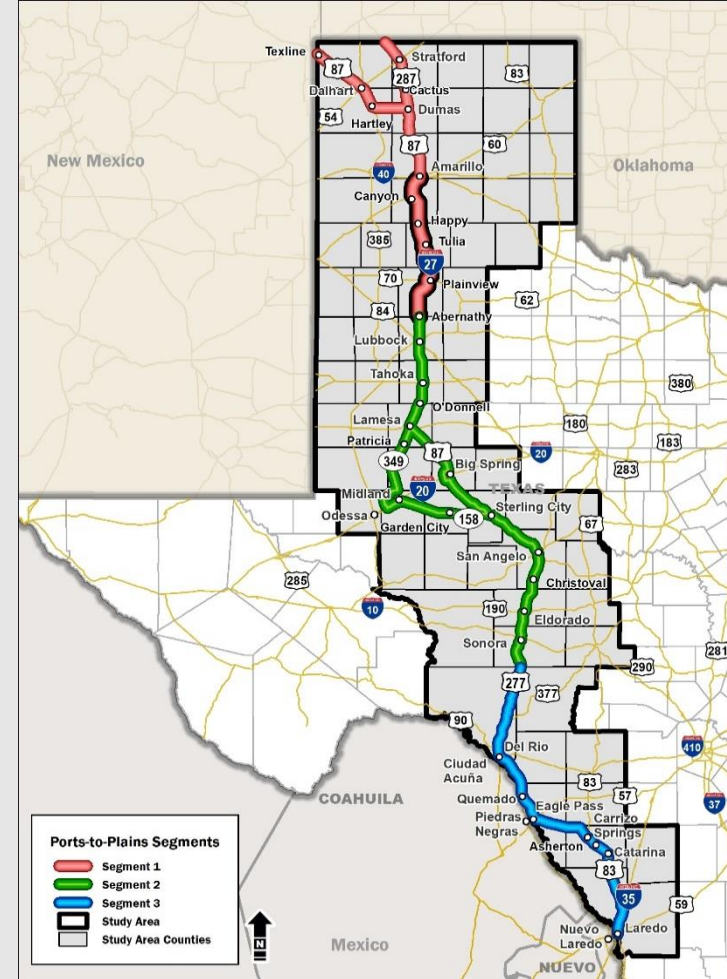 Texline
87
Stratford
287
83
Dalhart
Cactus
54
Dumas
Hartley
87
60
New Mexico
Amarillo
Oklahoma
40
Canyon
Happy
385
Tulia
27
70
Plainview
62
84
Abernathy
Lubbock
Tahoka
380
O'Donnell
Lamesa
180
Patricia
87
183
349
20
Big Spring
283
20
TEXAS
Midland
Sterling City
Odessa
158
67
Garden City
San Angelo
285
Christoval
10
190
Eldorado
Sonora
281
290
277
377
90
410
Del Rio
Ciudad
Acuña
83
COAHUILA
Quemado
57
37
Eagle Pass
Piedras
Negras
Carrizo
Springs
Asherton
Catarina
83
35
59
Nuevo
Laredo
Laredo
Mexico
NUEVO
Ports-to-Plains Segments
Segment 1
Segment 2
Segment 3
Study Area
Study Area Counties
N